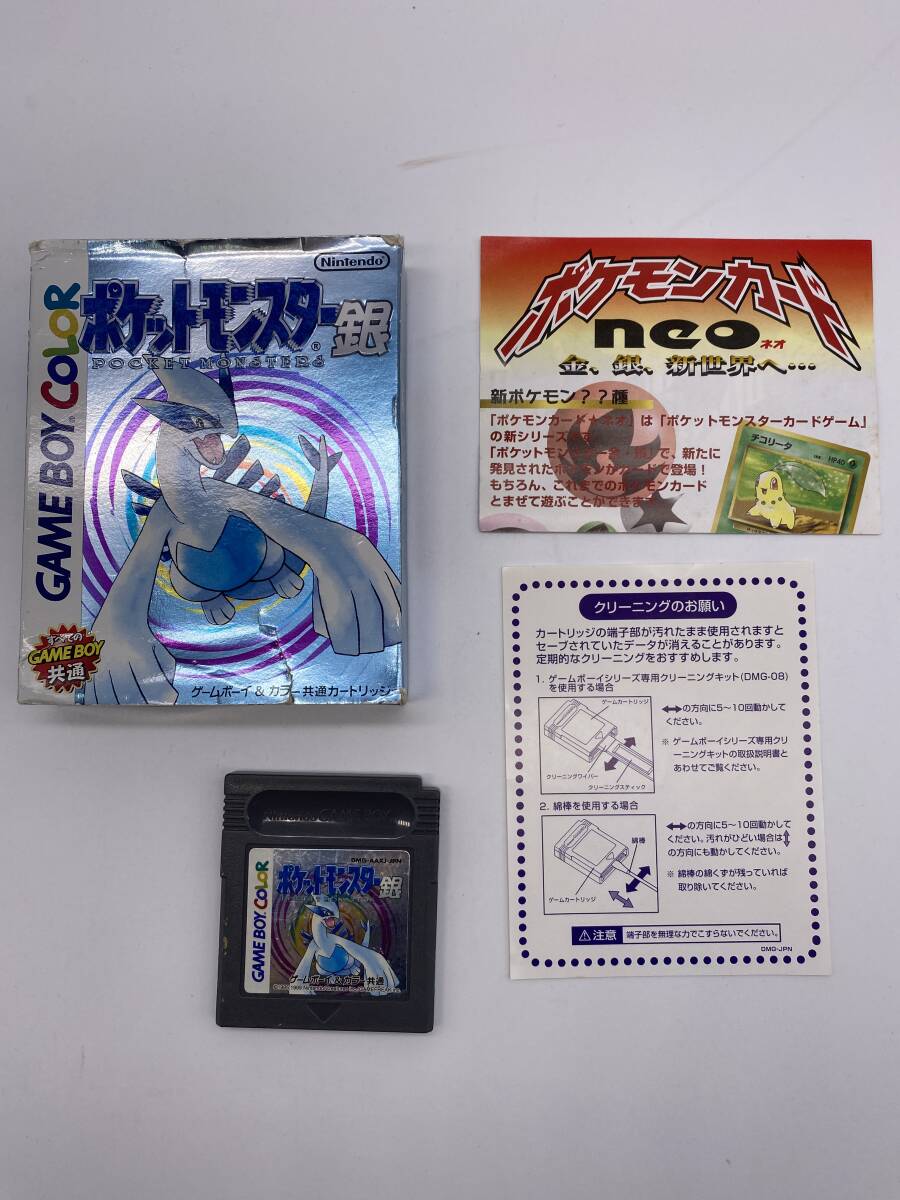 Nintendo
ポケットモンスター銀
POCKET MONSTERS
GAME BOY COLOR
すべての
GAME BOY
共通
ゲームボーイ&カラー共通カートリッジ
ポケモンカード
neo ネオ
金、銀、新世界へ…
新ポケモン??種
「ポケモンカード★ネオ」は「ポケットモンスターカードゲーム」
の新シリーズです
「ポケットモンスター金・銀」で、新たに
発見されたポケモンがカードで登場!
もちろん、これまでのポケモンカード
とまぜて遊ぶことができます
チコリータ
HP40
クリーニングのお願い
カートリッジの端子部が汚れたまま使用されますと
セーブされていたデータが消えることがあります。
定期的なクリーニングをおすすめします。
1. ゲームボーイシリーズ専用クリーニングキット(DMG-08)
を使用する場合
ゲームカートリッジ
クリーニングワイパー
クリーニングスティック
⟷の方向に5〜10回動かして
ください。
※ ゲームボーイシリーズ専用クリ
ーニングキットの取扱説明書と
あわせてご覧ください。
2. 綿棒を使用する場合
綿棒
ゲームカートリッジ
⟷の方向に5〜10回動かして
ください。汚れがひどい場合は⇕
の方向にも動かしてください。
※ 綿棒の綿くずが残っていれば
取り除いてください。
⚠注意 端子部を無理な力でこすらないでください。
DMG-JPN
Nintendo GAME BOY
DMG-AAXJ-JPN
ポケットモンスター銀
GAME BOY COLOR
ゲームボーイ&カラー共通